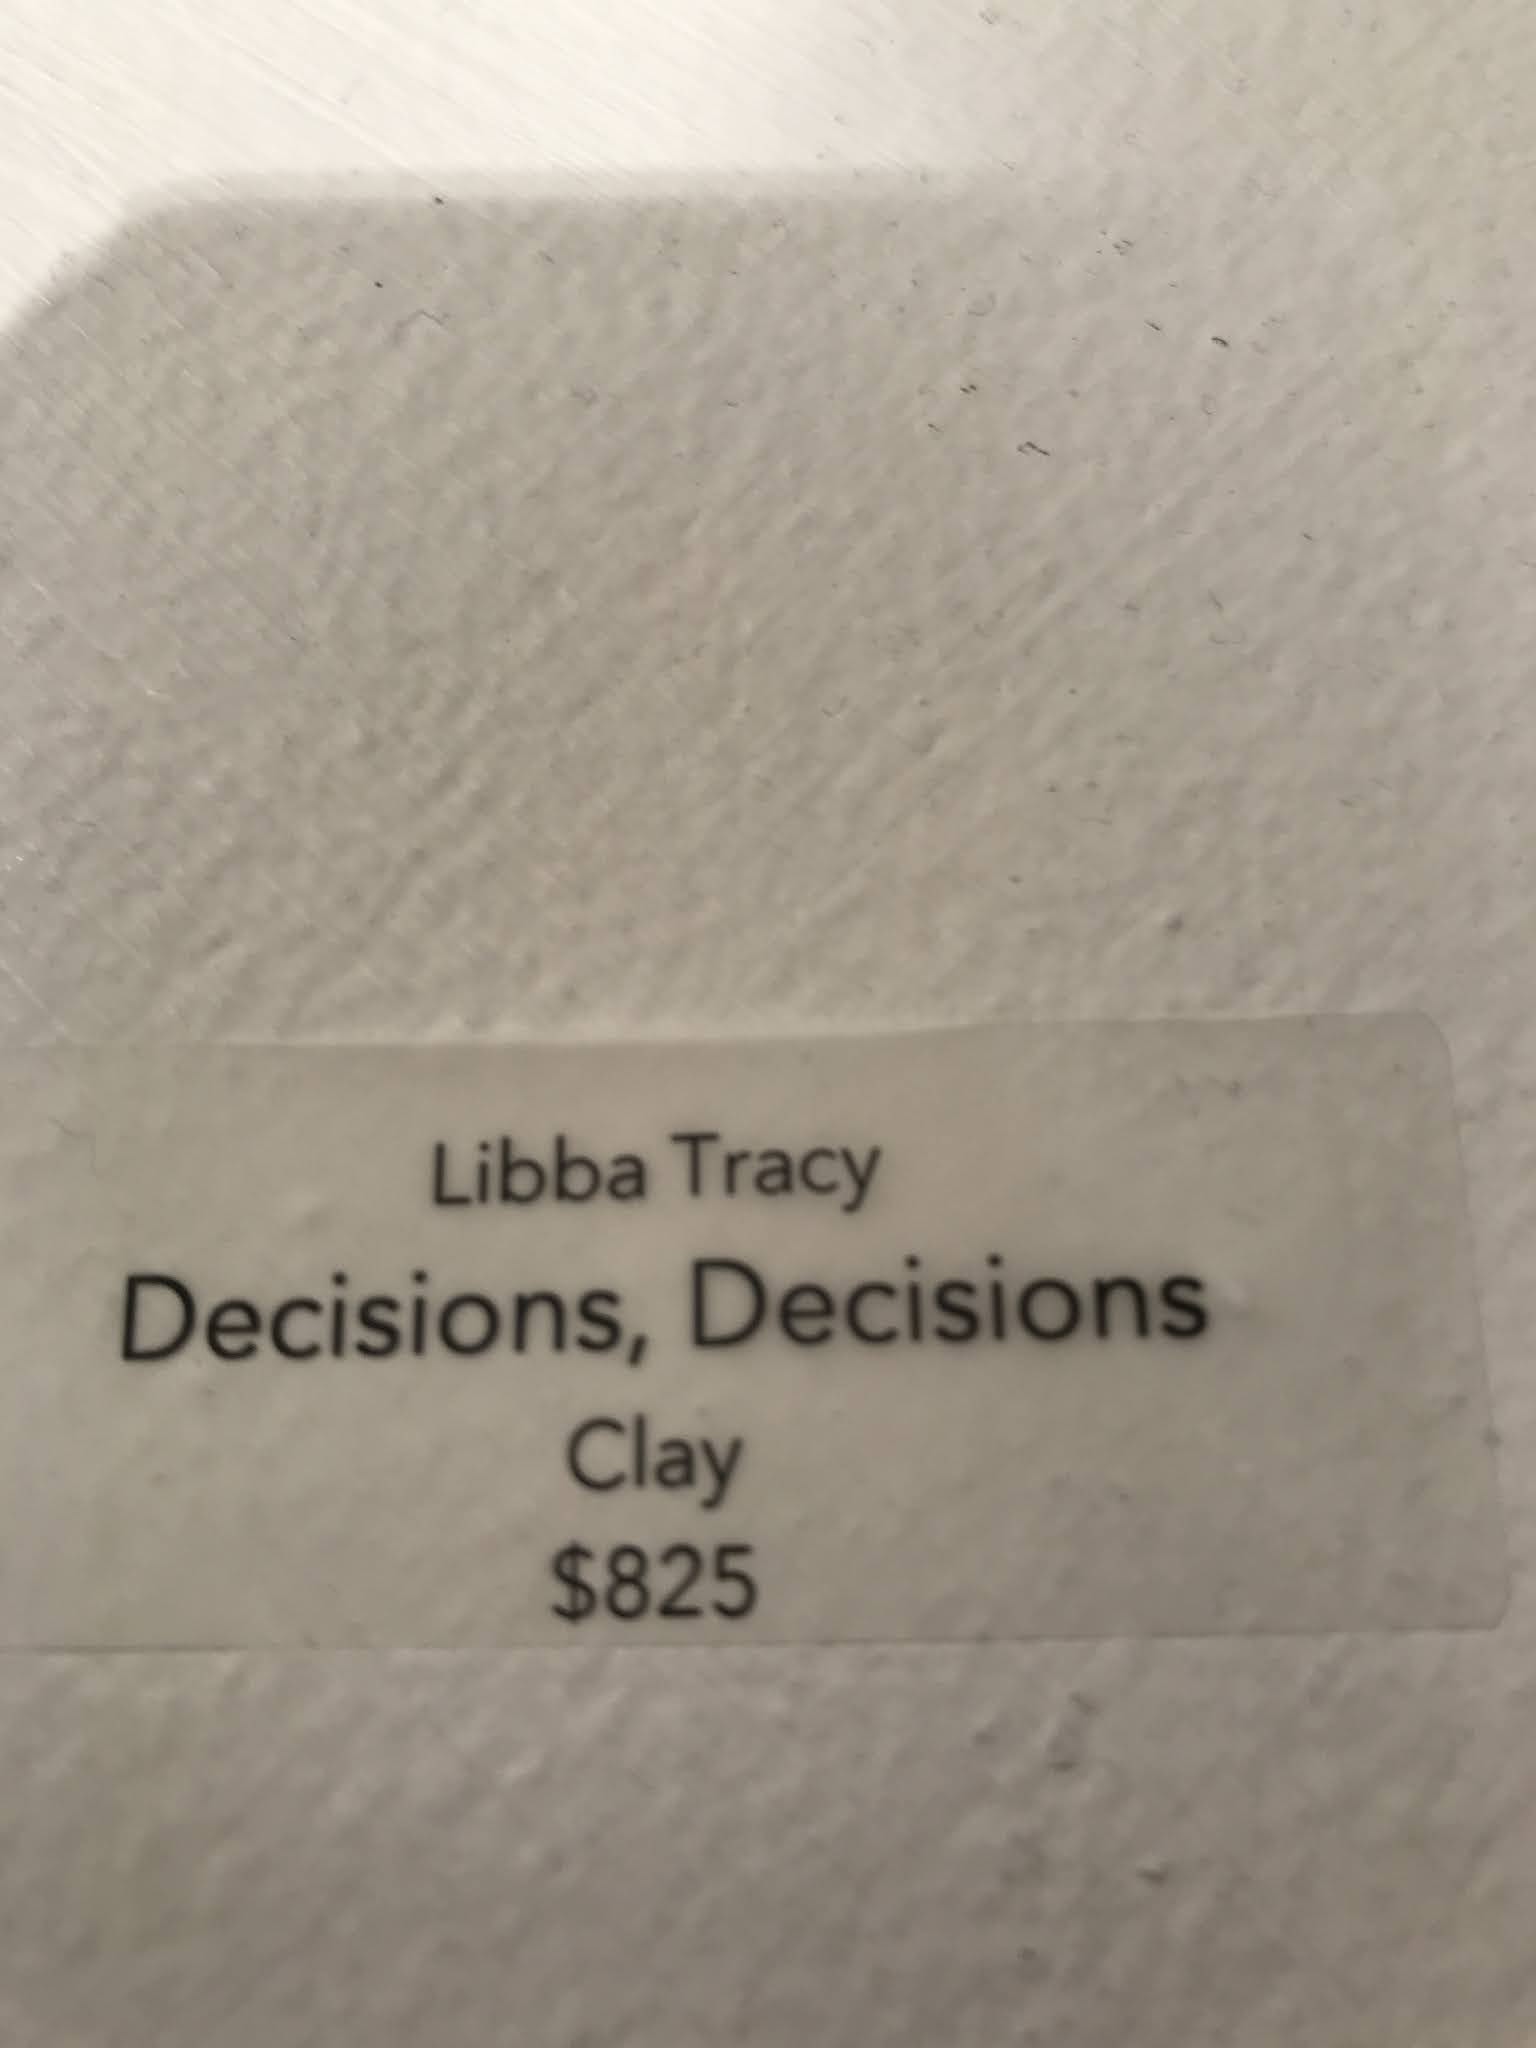 Libba Tracy
Decisions, Decisions
Clay
$825